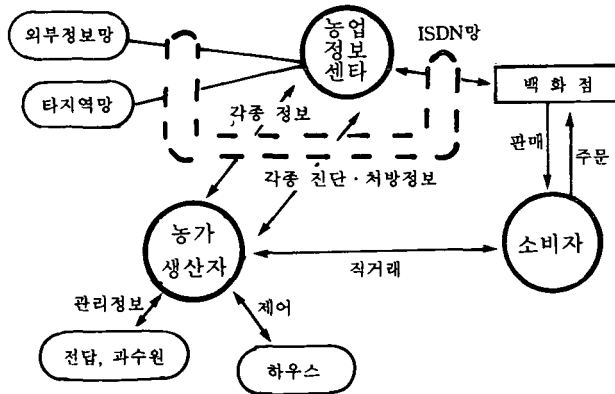 외부정보망
농업
정보
센타
ISDN망
타지역망
백 화 점
각종 정보
판매
주문
각종 진단·처방정보
농가
생산자
직거래
소비자
관리정보
제어
전답, 과수원
하우스